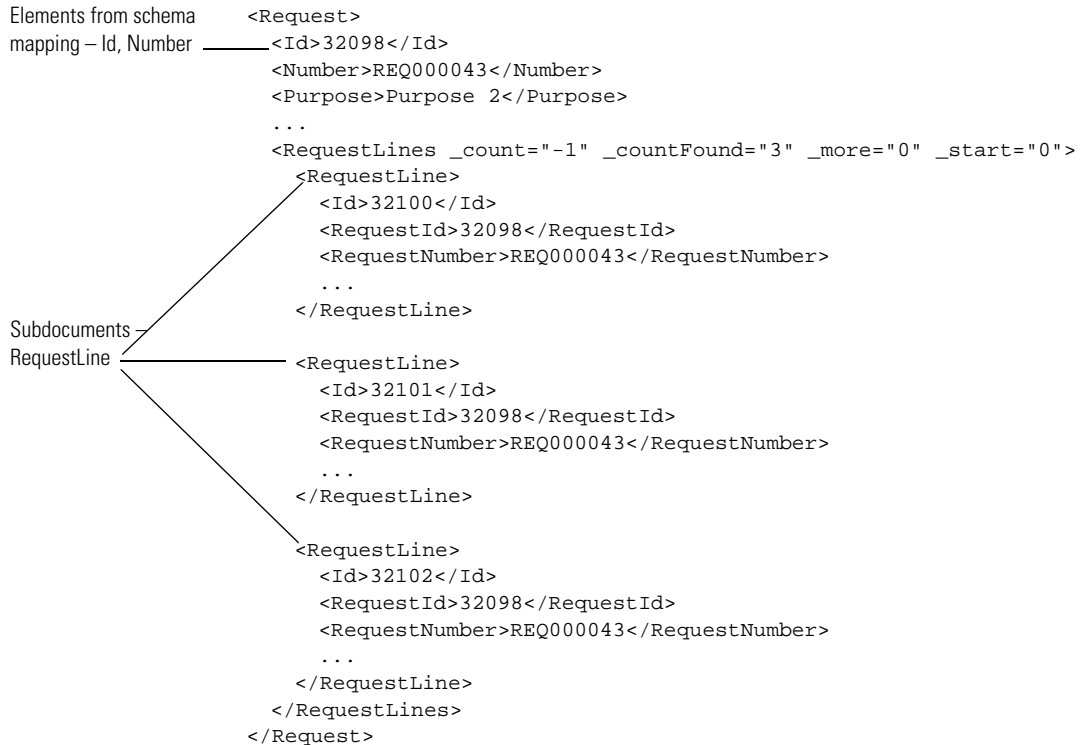 Elements from schema
mapping – Id, Number
<Request>
<Id>32098</Id>
<Number>REQ000043</Number>
<Purpose>Purpose 2</Purpose>
...
<RequestLines _count="-1" _countFound="3" _more="0" _start="0">
<RequestLine>
<Id>32100</Id>
<RequestId>32098</RequestId>
<RequestNumber>REQ000043</RequestNumber>
...
</RequestLine>
Subdocuments –
RequestLine
<RequestLine>
<Id>32101</Id>
<RequestId>32098</RequestId>
<RequestNumber>REQ000043</RequestNumber>
...
</RequestLine>
<RequestLine>
<Id>32102</Id>
<RequestId>32098</RequestId>
<RequestNumber>REQ000043</RequestNumber>
...
</RequestLine>
</RequestLines>
</Request>